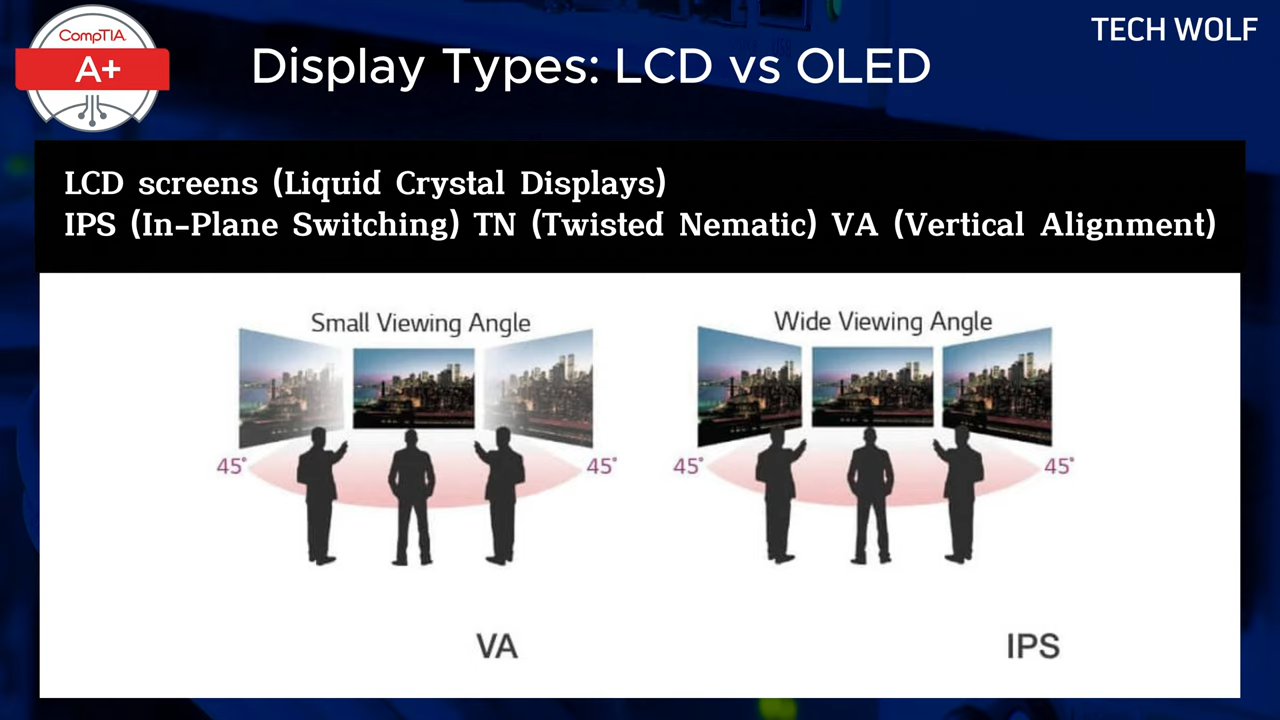 CompTIA.
A+
Display Types: LCD vs OLED
TECH WOLF
LCD screens (Liquid Crystal Displays)
IPS (In-Plane Switching) TN (Twisted Nematic) VA (Vertical Alignment)
Small Viewing Angle
45°
45°
VA
Wide Viewing Angle
45°
45°
IPS